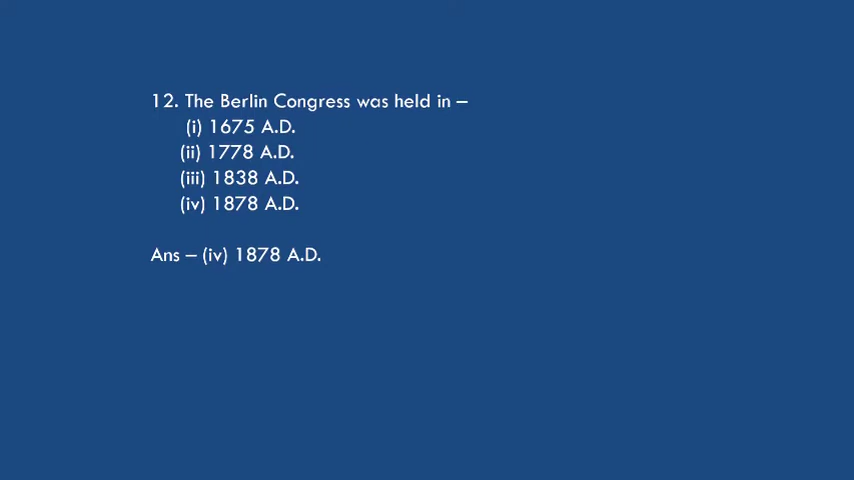 12. The Berlin Congress was held in –
(i) 1675 A.D.
(ii) 1778 A.D.
(iii) 1838 A.D.
(iv) 1878 A.D.
Ans – (iv) 1878 A.D.